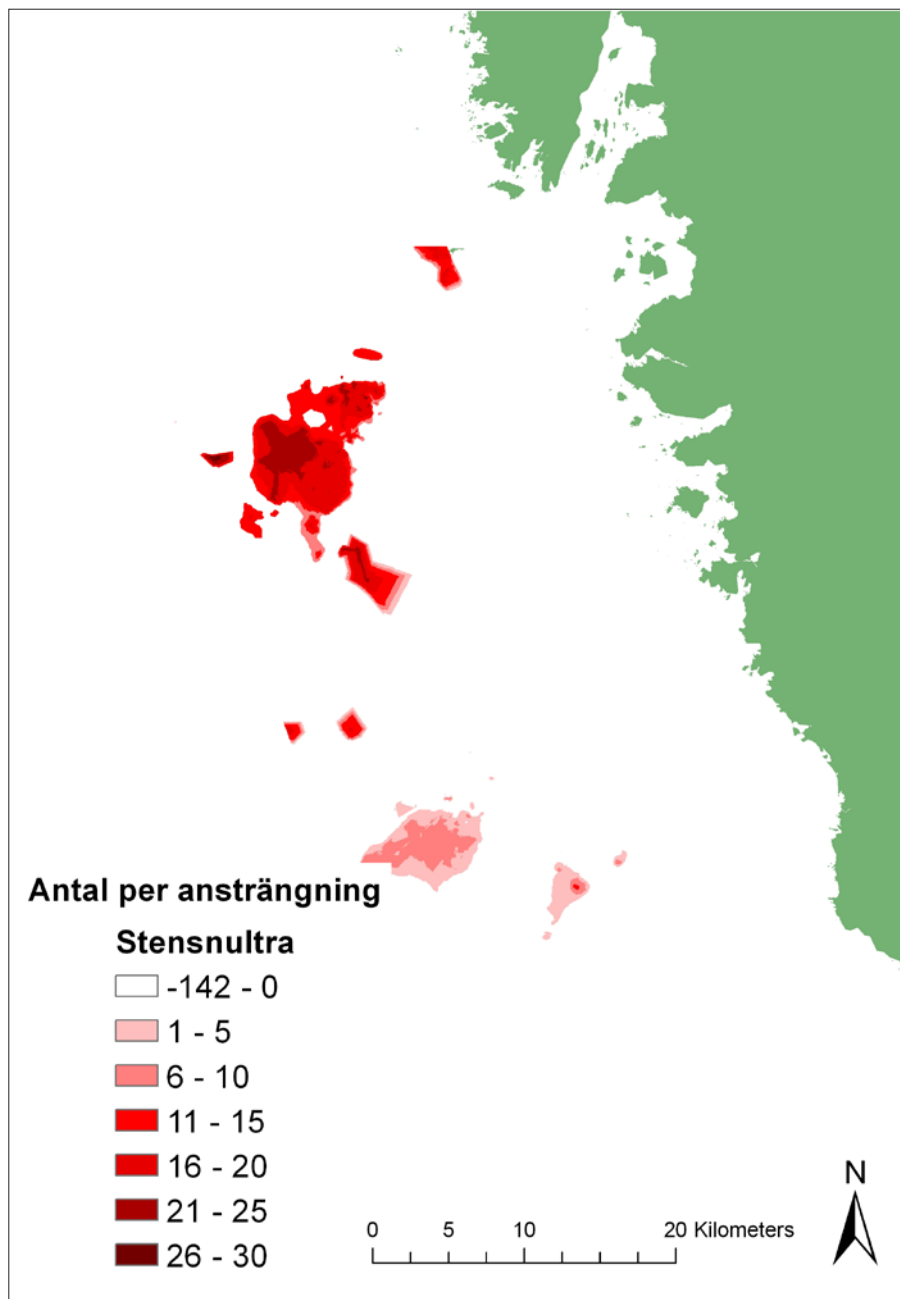 Antal per ansträngning
Stensnultra
-142 - 0
1 - 5
6 - 10
11 - 15
16 - 20
21 - 25
26 - 30
0 5 10 20 Kilometers
N